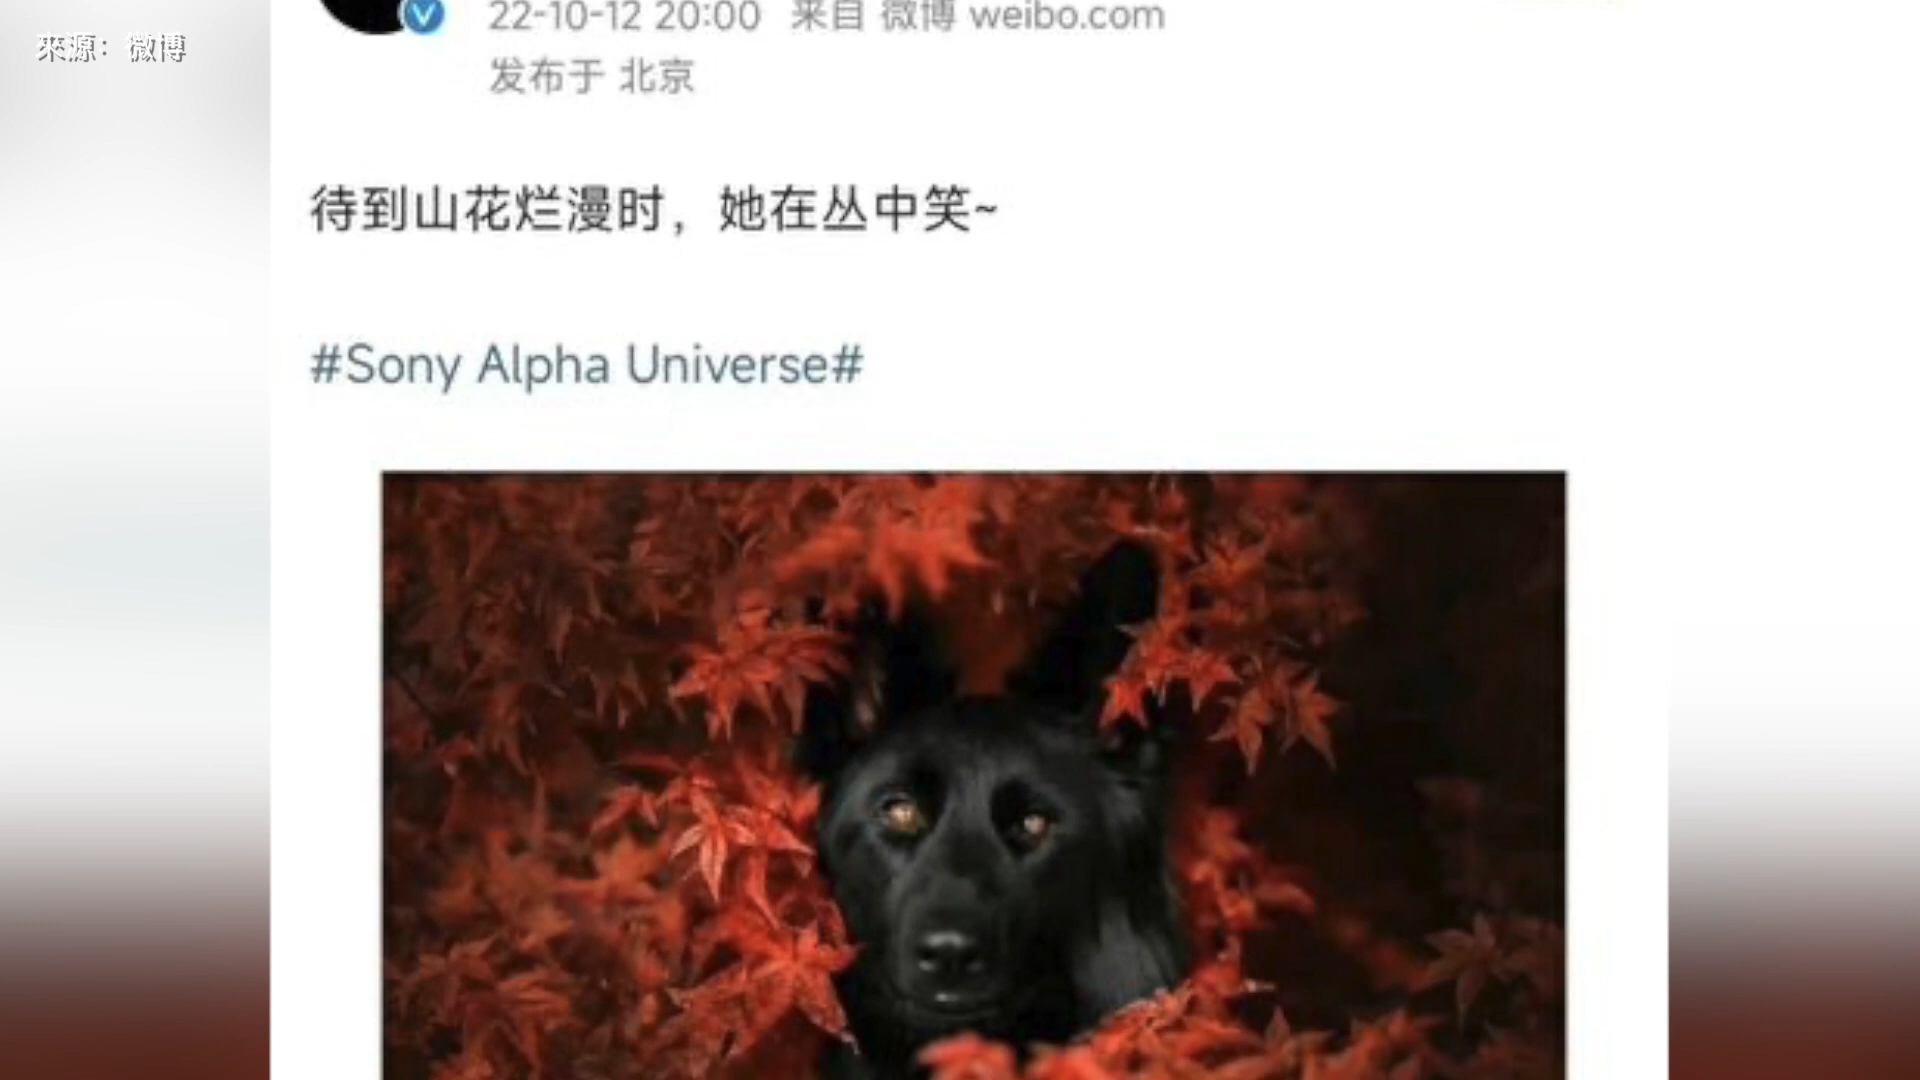 來源：微博
22-10-12 20:00 来自 微博 weibo.com
发布于 北京
待到山花烂漫时，她在丛中笑~
#Sony Alpha Universe#